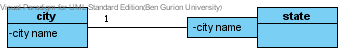 Visual Paradigm for UML Standard Edition(Ben Gurion University)
city
1
state
-city name
-city name